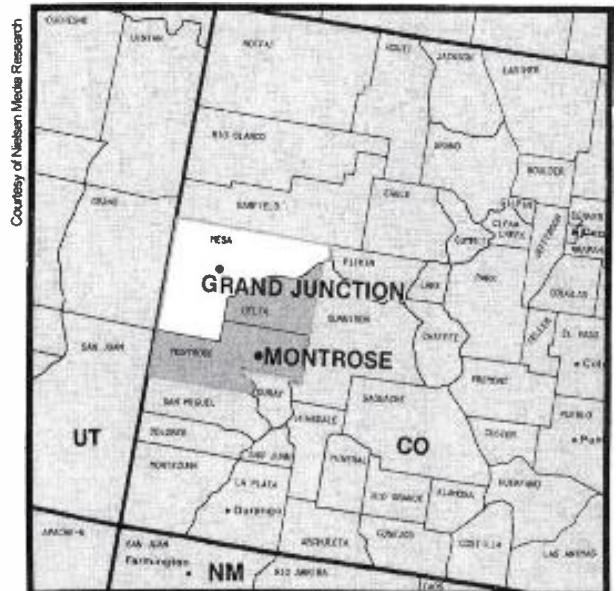 Courtesy of Nielsen Media Research
UINTAH
MOFFAT
ROUTT
JACKSON
LARIMER
RIO BLANCO
GRAND
BOULDER
GARFIELD
EAGLE
GILPIN
CLEAR CREEK
SUMMIT
JEFFERSON
GRAND
MESA
PITKIN
LAKE
PARK
DOUGLAS
GRAND JUNCTION
DELTA
GUNNISON
CHAFFEE
TELLER
EL PASO
SAN JUAN
MONTROSE
MONTROSE
FREMONT
OURAY
SAGUACHE
SAN MIGUEL
HINSDALE
CUSTER
PUEBLO
UT
CO
DOLORES
SAN JUAN
MINERAL
HUERFANO
MONTEZUMA
LA PLATA
RIO GRANDE
ALAMOSA
Durango
ARCHULETA
CONEJOS
COSTILLA
LAS ANIMAS
SAN JUAN
Farmington
NM
RIO ARRIBA
TAOS